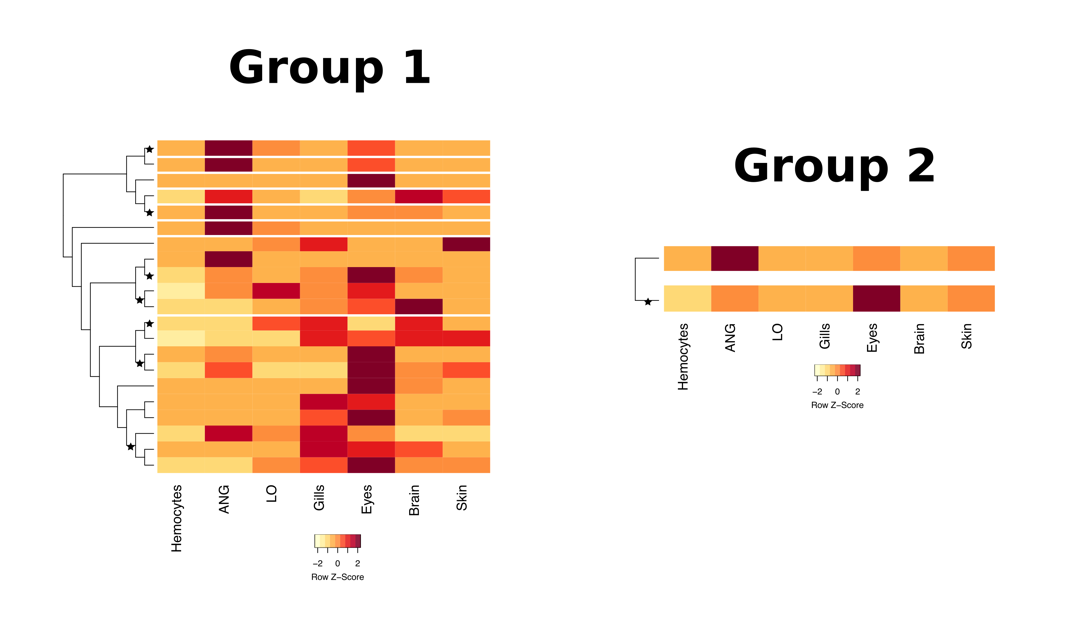 Group 1
Group 2
Hemocytes
ANG
LO
Gills
Eyes
Brain
Skin
−2 0 2
Row Z−Score
Hemocytes
ANG
LO
Gills
Eyes
Brain
Skin
−2 0 2
Row Z−Score